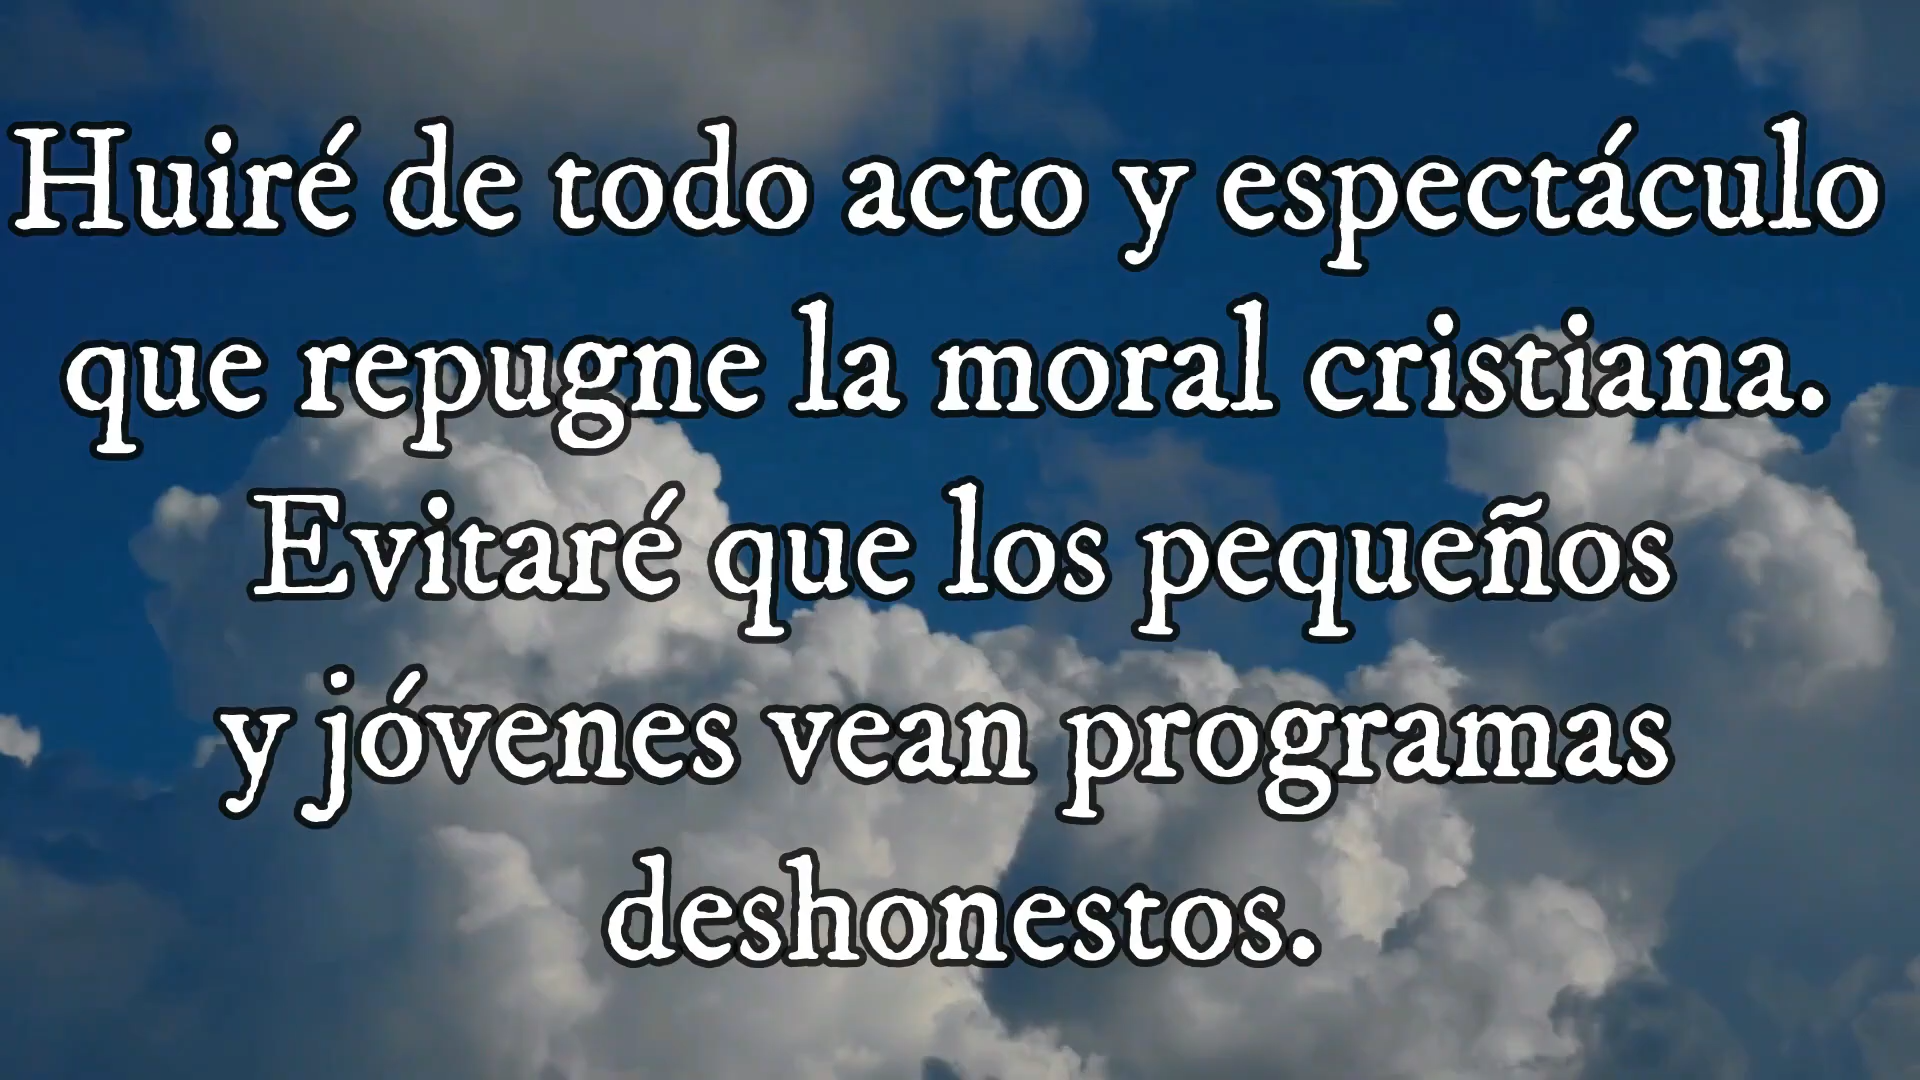 Huiré de todo acto y espectáculo
que repugne la moral cristiana.
Evitaré que los pequeños
y jóvenes vean programas
deshonestos.